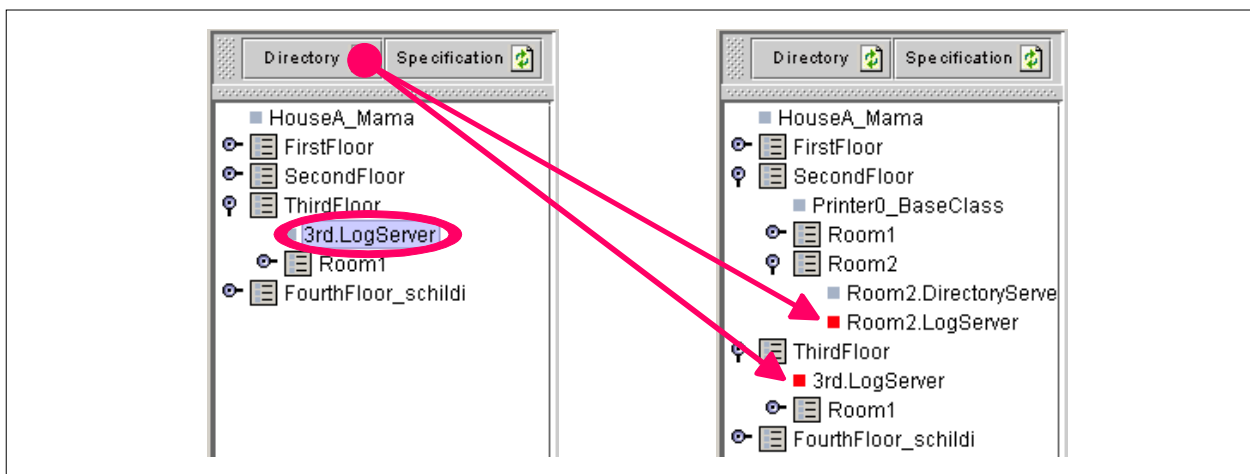 Directory Specification
HouseA_Mama
FirstFloor
SecondFloor
ThirdFloor
3rd.LogServer
Room1
FourthFloor_schildi
Directory Specification
HouseA_Mama
FirstFloor
SecondFloor
Printer0_BaseClass
Room1
Room2
Room2.DirectoryServe
Room2.LogServer
ThirdFloor
3rd.LogServer
Room1
FourthFloor_schildi